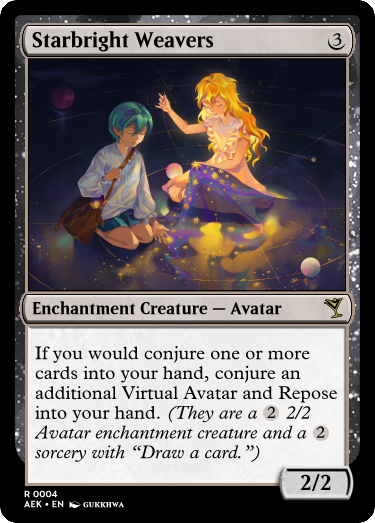 Starbright Weavers 3
Enchantment Creature — Avatar
If you would conjure one or more
cards into your hand, conjure an
additional Virtual Avatar and Repose
into your hand. (They are a 2 2/2
Avatar enchantment creature and a 2
sorcery with “Draw a card.”)
2/2
R 0004
AEK • EN GUKKHWA